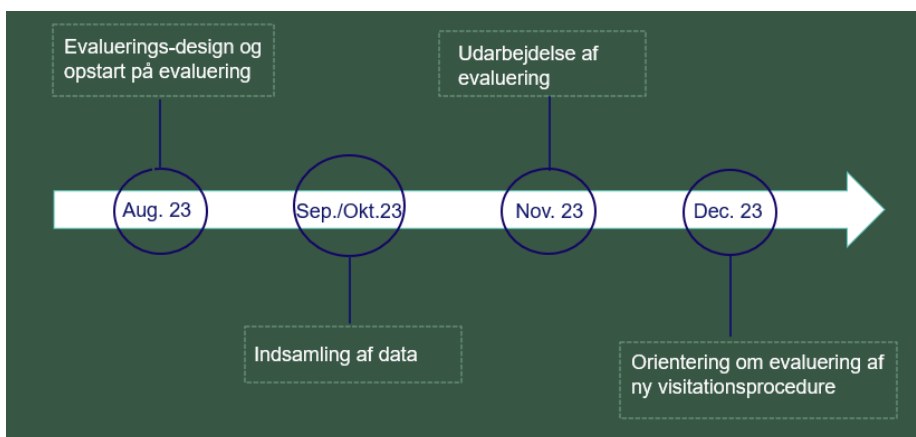 Evaluerings-design og
opstart på evaluering
Udarbejdelse af
evaluering
Aug. 23
Sep./Okt.23
Nov. 23
Dec. 23
Indsamling af data
Orientering om evaluering af
ny visitationsprocedure